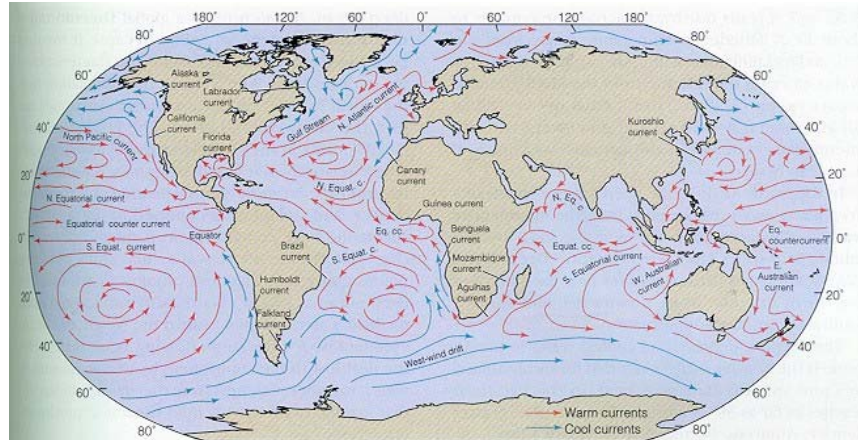 180°
150°
120°
60°
0°
60°
120°
150°
180°
80°
80°
60°
60°
40°
40°
20°
20°
0°
0°
20°
20°
40°
40°
60°
60°
80°
80°
Alaska
current
Labrador
current
California
current
Florida
current
North Pacific current
Gulf Stream
N. Atlantic current
Kuroshio
current
Canary
current
N. Equatorial current
N. Equat. c.
Guinea current
N. Eq. c
Equatorial counter current
Equator
Eq. cc.
Benguela
current
Equat. cc.
Eq.
countercurrent
S. Equat. current
Brazil
current
S. Equat. c.
Mozambique
current
S. Equatorial current
W. Australian
current
E.
Australian
current
Humboldt
current
Agulhas
current
Falkland
current
West-wind drift
Warm currents
Cool currents